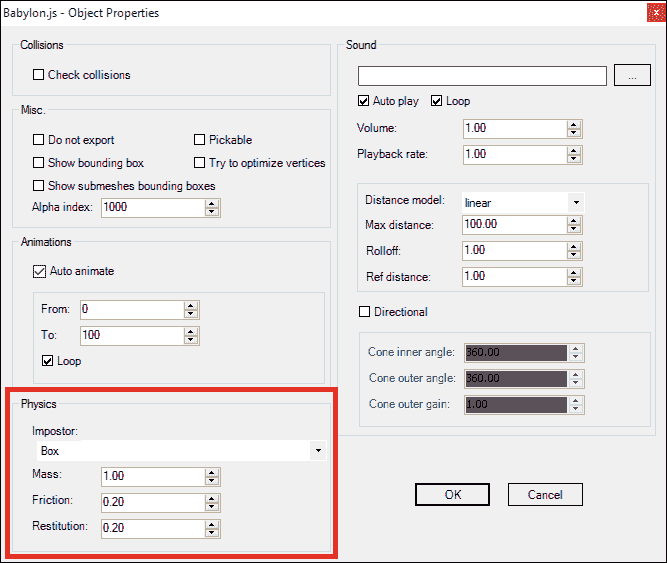 Babylon.js - Object Properties
x
Collisions
Check collisions
Misc.
Do not export
Pickable
Show bounding box
Try to optimize vertices
Show submeshes bounding boxes
Alpha index: 1000
Animations
Auto animate
From: 0
To: 100
Loop
Physics
Impostor:
Box
Mass: 1.00
Friction: 0.20
Restitution: 0.20
Sound
...
Auto play
Loop
Volume: 1.00
Playback rate: 1.00
Distance model: linear
Max distance: 100.00
Rolloff: 1.00
Ref distance: 1.00
Directional
Cone inner angle: 360.00
Cone outer angle: 360.00
Cone outer gain: 1.00
OK
Cancel